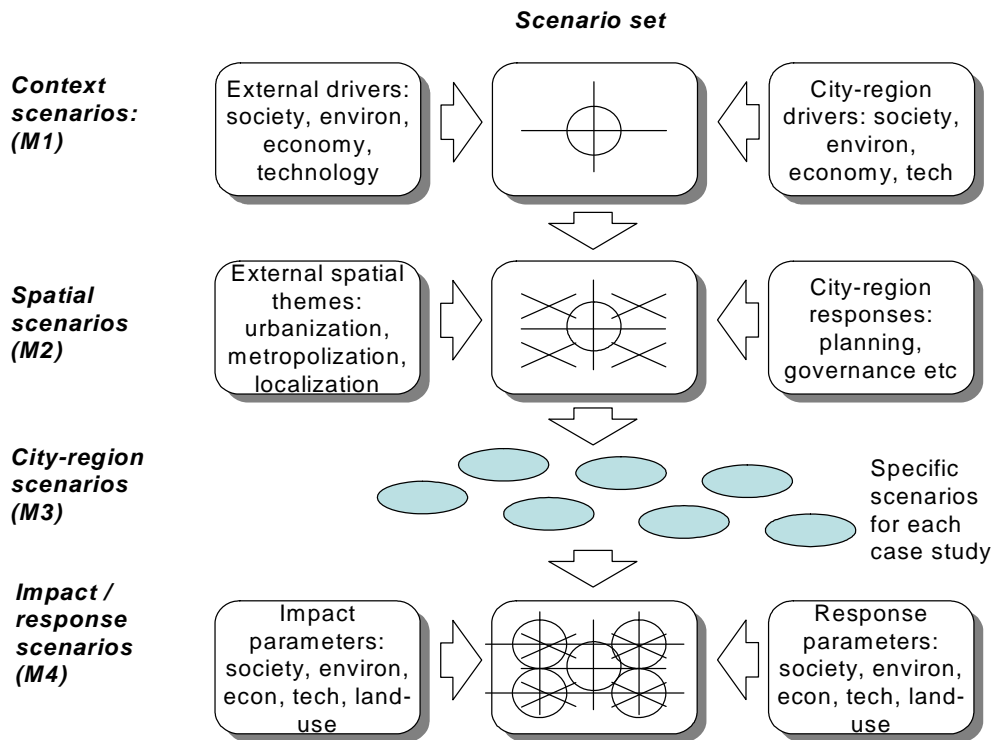 Scenario set
Context
scenarios:
(M1)
External drivers:
society, environ,
economy,
technology
City-region
drivers: society,
environ,
economy, tech
Spatial
scenarios
(M2)
External spatial
themes:
urbanization,
metropolization,
localization
City-region
responses:
planning,
governance etc
City-region
scenarios
(M3)
Specific
scenarios
for each
case study
Impact /
response
scenarios
(M4)
Impact
parameters:
society, environ,
econ, tech, land-
use
Response
parameters:
society, environ,
econ, tech, land-
use